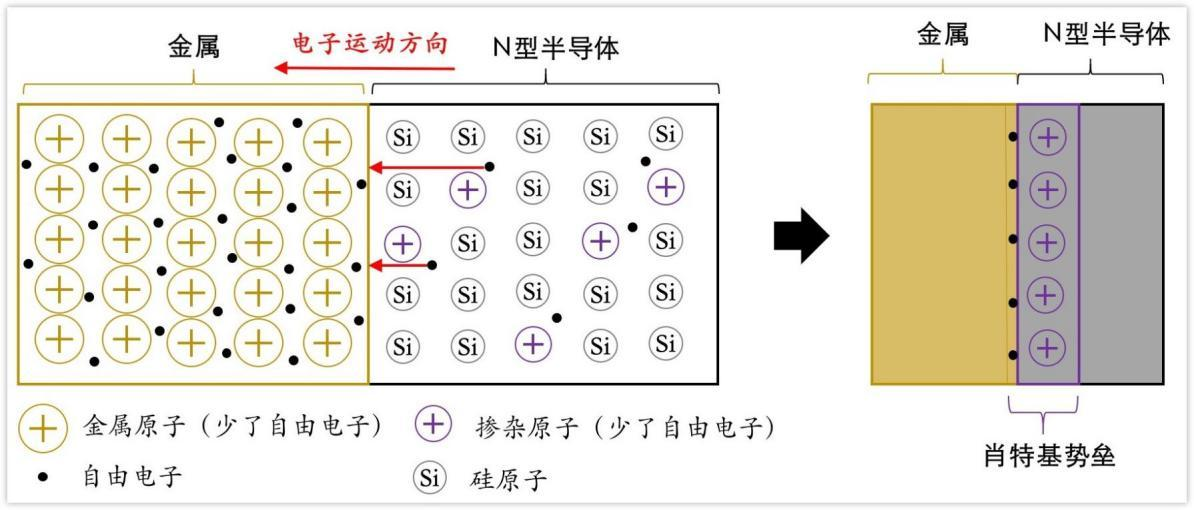 金属
电子运动方向
N型半导体
Si Si Si Si Si
Si + Si Si +
+ Si Si + Si
Si Si Si Si Si
Si Si + Si Si
+ 金属原子（少了自由电子）
+ 掺杂原子（少了自由电子）
自由电子
Si 硅原子
金属
N型半导体
肖特基势垒